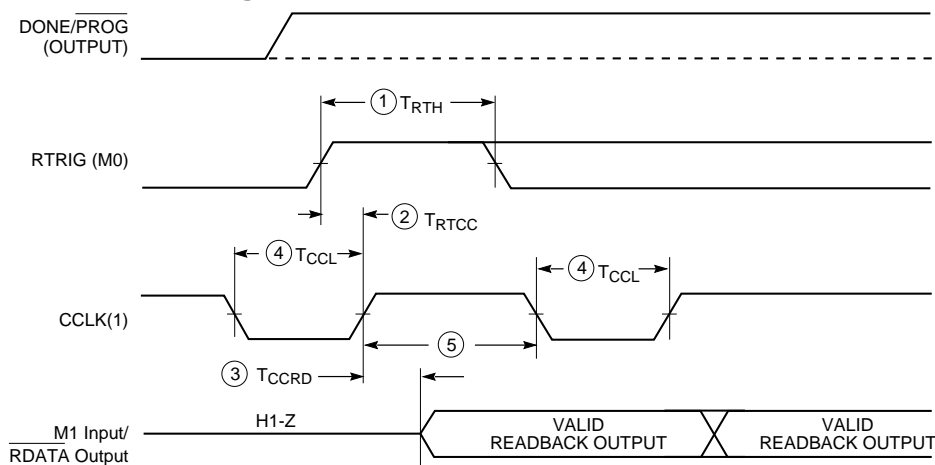 DONE/PROG
(OUTPUT)
1 TRTH
RTRIG (M0)
2 TRTCC
4 TCCL
4 TCCL
CCLK(1)
5
3 TCCRD
H1-Z
M1 Input/
RDATA Output
VALID
READBACK OUTPUT
VALID
READBACK OUTPUT